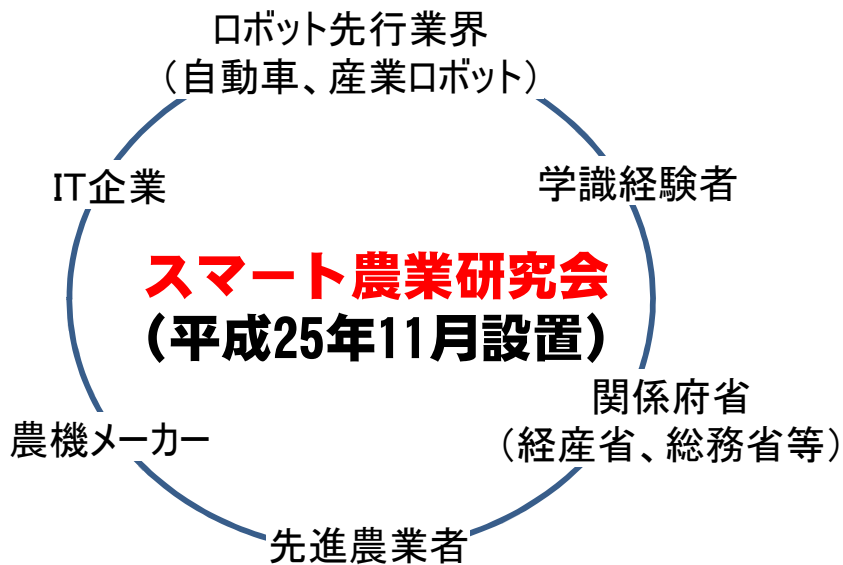 ロボット先行業界
（自動車、産業ロボット）
IT企業
学識経験者
スマート農業研究会
（平成25年11月設置）
関係府省
（経産省、総務省等）
農機メーカー
先進農業者